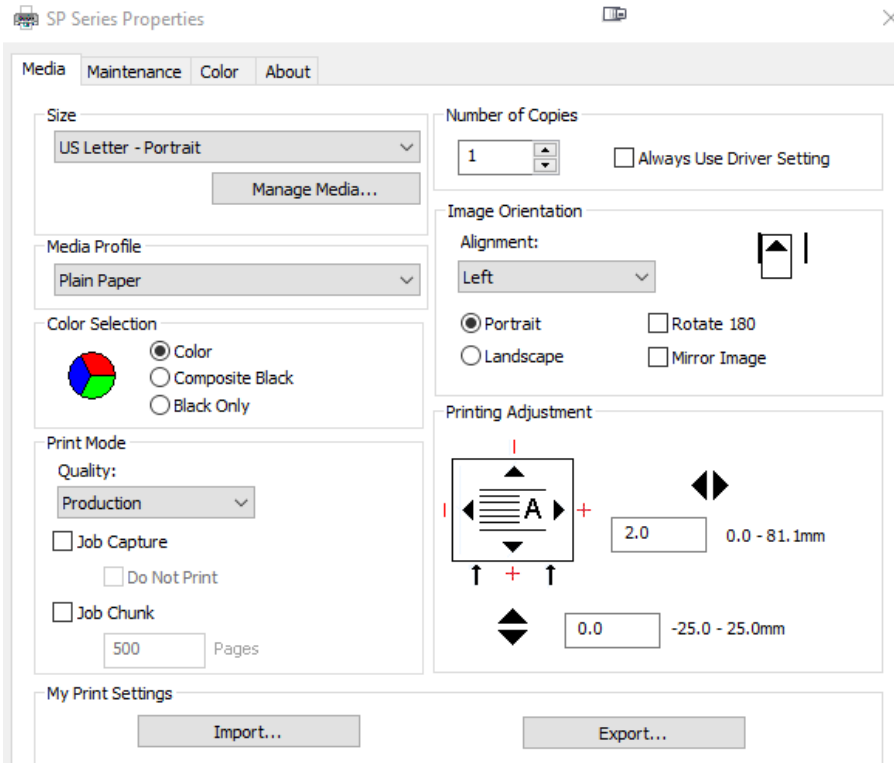 SP Series Properties
Media Maintenance Color About
Size
US Letter - Portrait
Manage Media...
Media Profile
Plain Paper
Color Selection
Color
Composite Black
Black Only
Print Mode
Quality:
Production
Job Capture
Do Not Print
Job Chunk
500 Pages
Number of Copies
1 Always Use Driver Setting
Image Orientation
Alignment:
Left
Portrait Rotate 180
Landscape Mirror Image
Printing Adjustment
A
2.0 0.0 - 81.1mm
0.0 -25.0 - 25.0mm
My Print Settings
Import... Export...